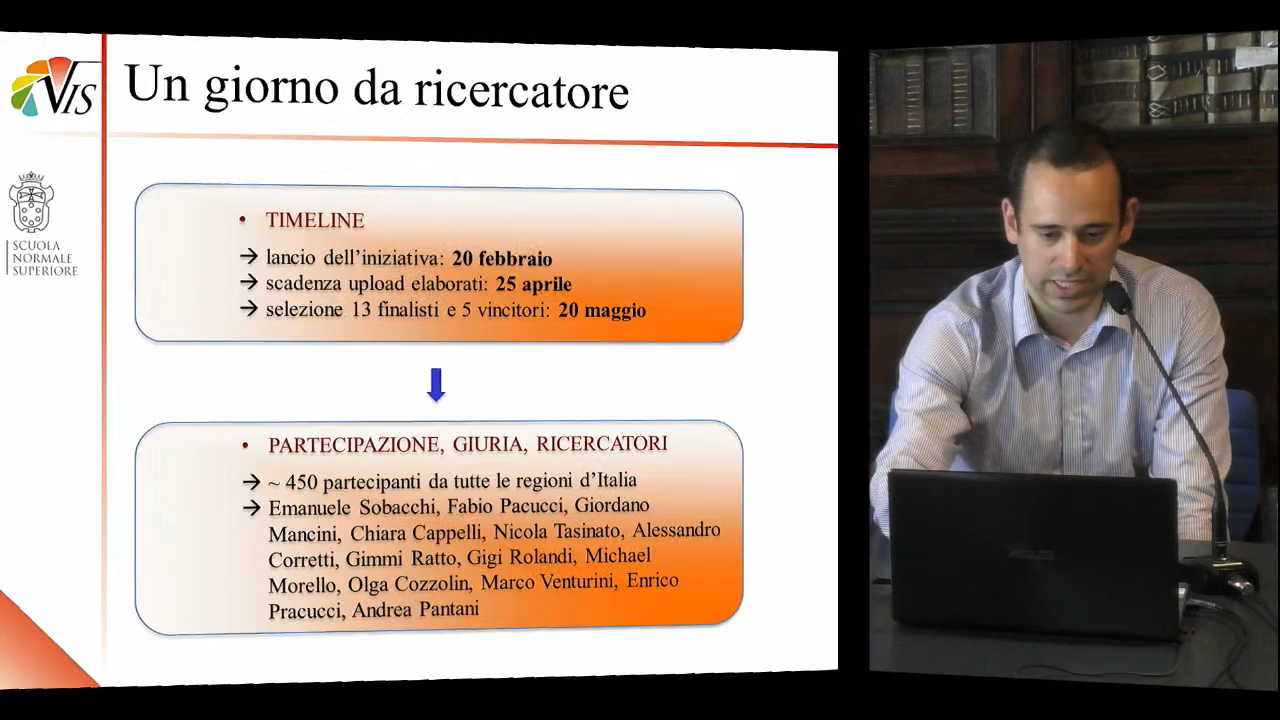 VIS
Un giorno da ricercatore
SCUOLA
NORMALE
SUPERIORE
• TIMELINE
→ lancio dell'iniziativa: 20 febbraio
→ scadenza upload elaborati: 25 aprile
→ selezione 13 finalisti e 5 vincitori: 20 maggio
• PARTECIPAZIONE, GIURIA, RICERCATORI
→ ~ 450 partecipanti da tutte le regioni d'Italia
→ Emanuele Sobacchi, Fabio Pacucci, Giordano
Mancini, Chiara Cappelli, Nicola Tasinato, Alessandro
Corretti, Gimmi Ratto, Gigi Rolandi, Michael
Morello, Olga Cozzolin, Marco Venturini, Enrico
Pracucci, Andrea Pantani